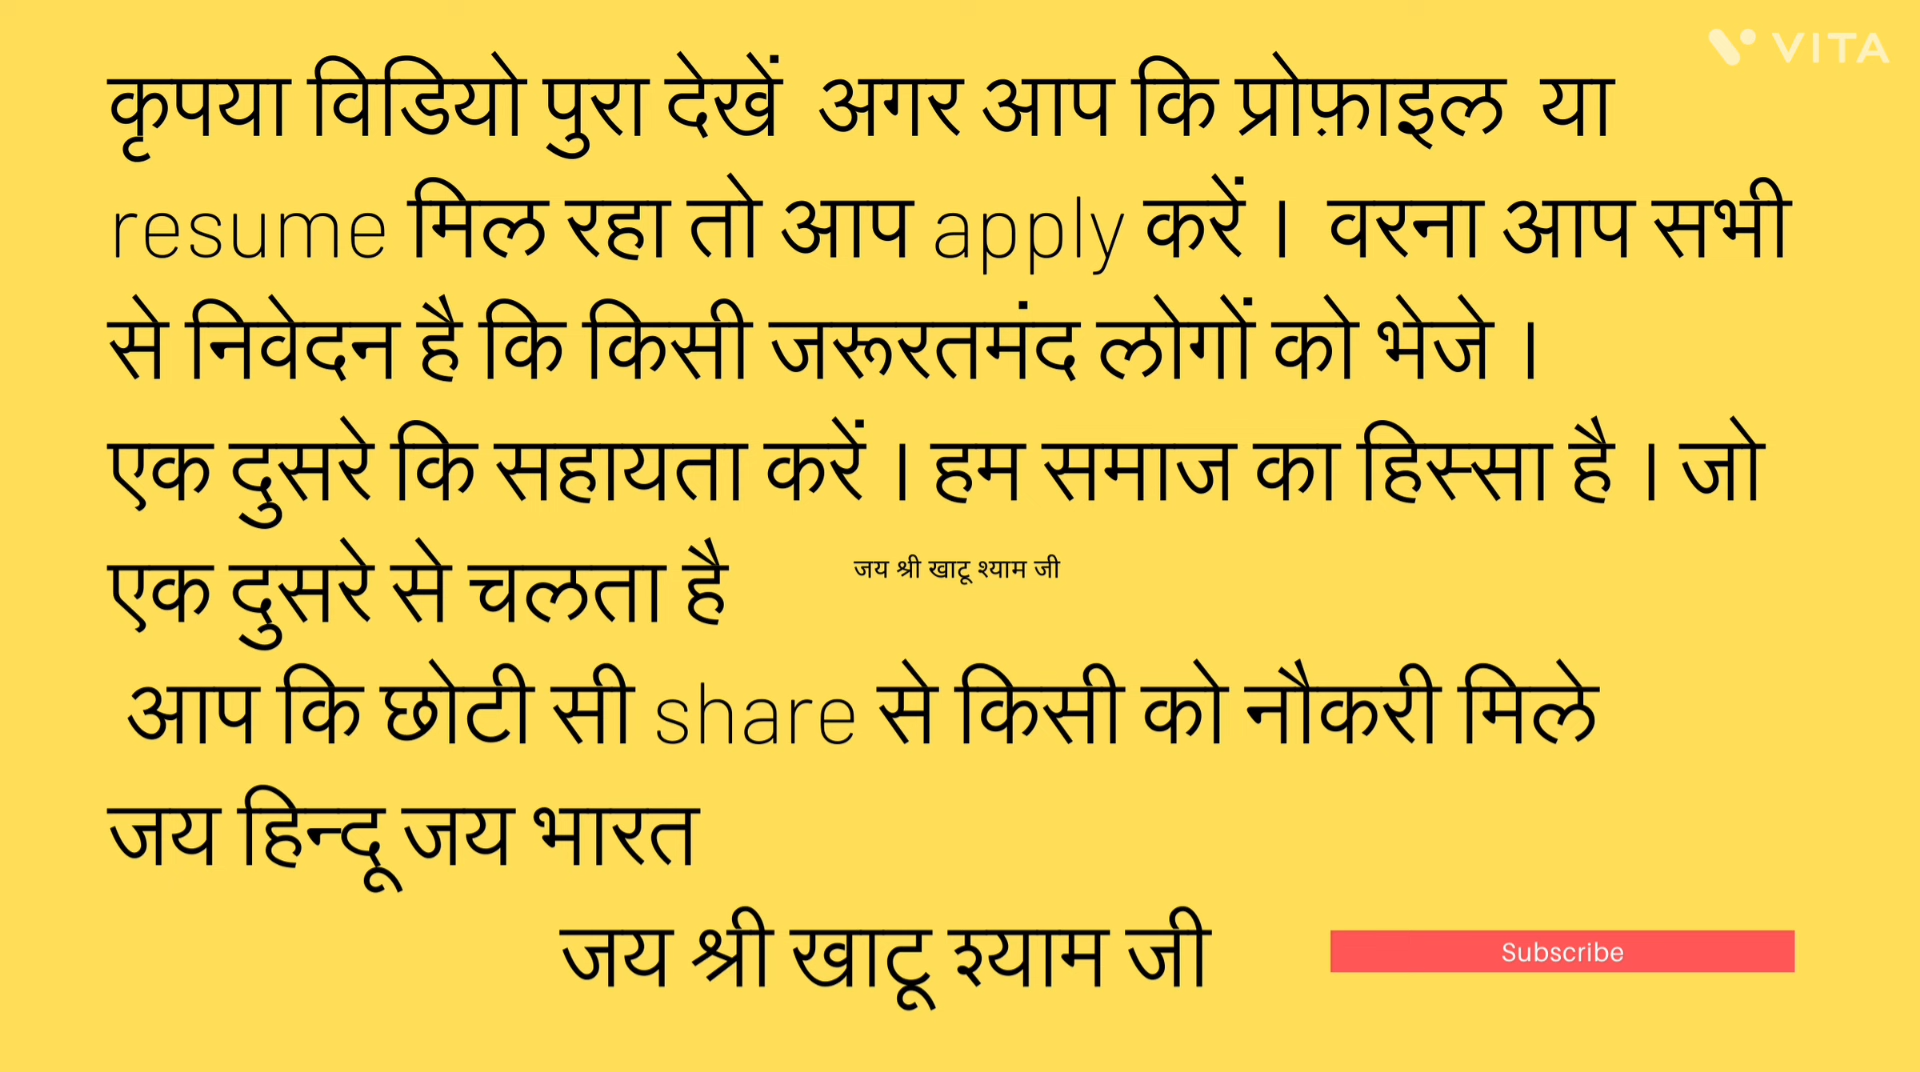 VITA
कृपया विडियो पुरा देखें अगर आप कि प्रोफ़ाइल या
resume मिल रहा तो आप apply करें । वरना आप सभी
से निवेदन है कि किसी जरूरतमंद लोगों को भेजे ।
एक दुसरे कि सहायता करें । हम समाज का हिस्सा है । जो
एक दुसरे से चलता है
जय श्री खाटू श्याम जी
आप कि छोटी सी share से किसी को नौकरी मिले
जय हिन्दू जय भारत
जय श्री खाटू श्याम जी
Subscribe